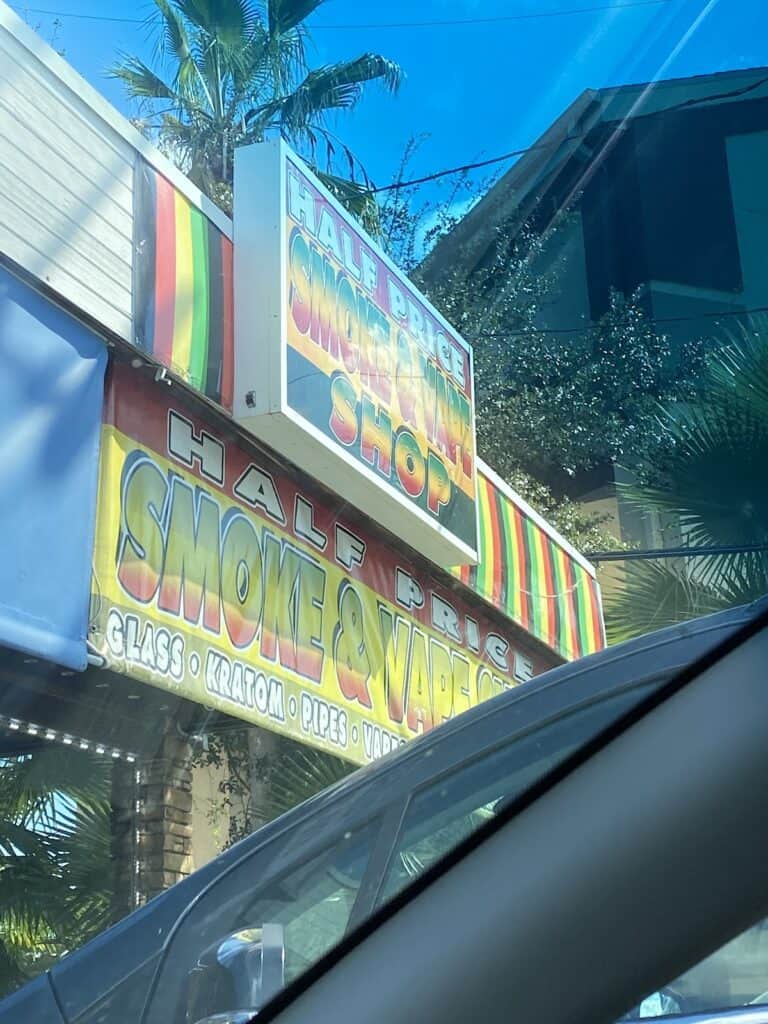 HALF PRICE
SMOKE & VAPE
SHOP
HALF PRICE
SMOKE & VAPE
GLASS • KRATOM • PIPES •